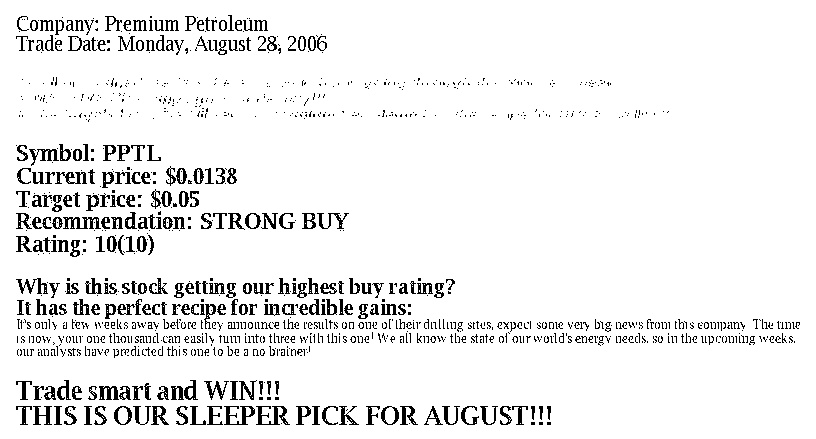 Company: Premium Petroleum
Trade Date: Monday, August 28, 2006
Symbol: PPTL
Current price: $0.0138
Target price: $0.05
Recommendation: STRONG BUY
Rating: 10(10)
Why is this stock getting our highest buy rating?
It has the perfect recipe for incredible gains:
It's only a few weeks away before they announce the results on one of their drilling sites, expect some very big news from this company. The time
is now, your one thousand can easily turn into three with this one! We all know the state of our world's energy needs, so in the upcoming weeks,
our analysts have predicted this one to be a no brainer!
Trade smart and WIN!!!
THIS IS OUR SLEEPER PICK FOR AUGUST!!!